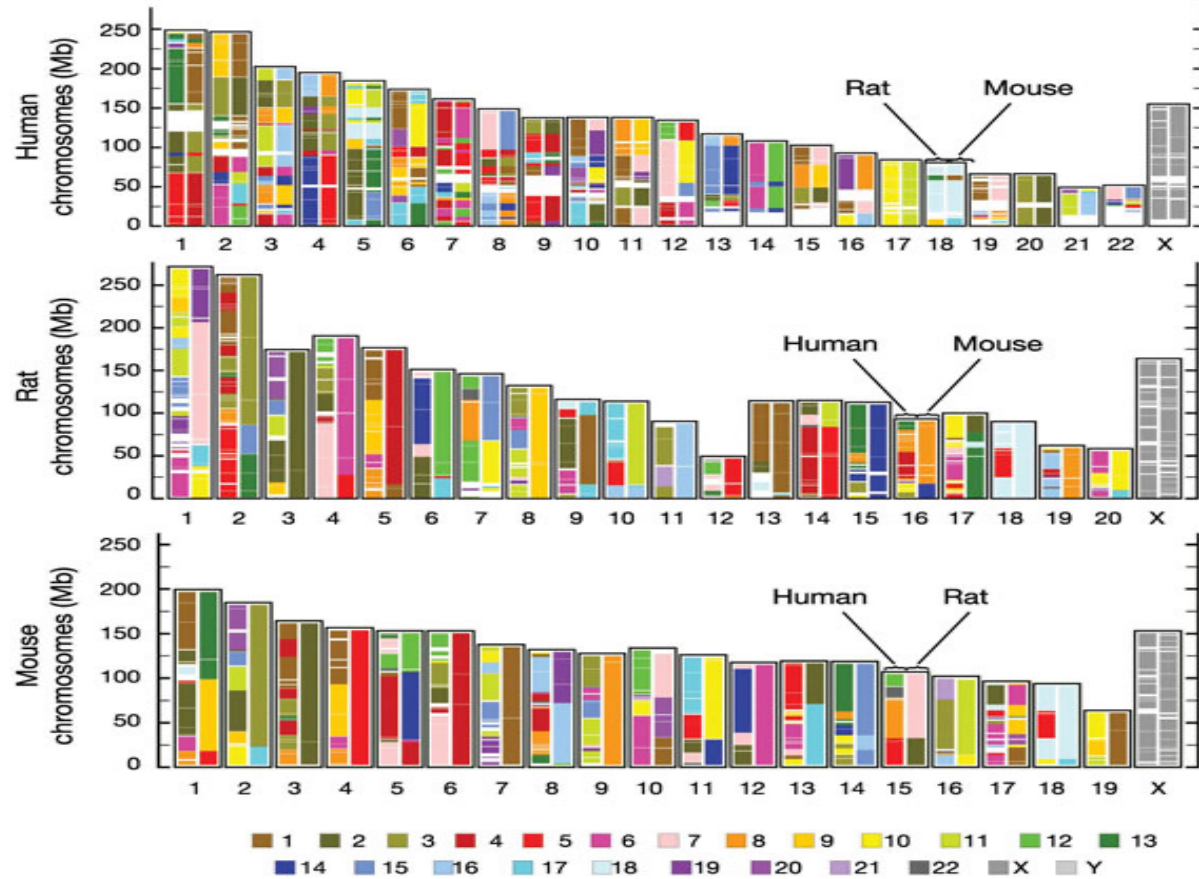 Human
chromosomes (Mb)
250
200
150
100
50
0
Rat Mouse
1 2 3 4 5 6 7 8 9 10 11 12 13 14 15 16 17 18 19 20 21 22 X
Rat
chromosomes (Mb)
250
200
150
100
50
0
Human Mouse
1 2 3 4 5 6 7 8 9 10 11 12 13 14 15 16 17 18 19 20 X
Mouse
chromosomes (Mb)
250
200
150
100
50
0
Human Rat
1 2 3 4 5 6 7 8 9 10 11 12 13 14 15 16 17 18 19 X
1 2 3 4 5 6 7 8 9 10 11 12 13
14 15 16 17 18 19 20 21 22 X Y